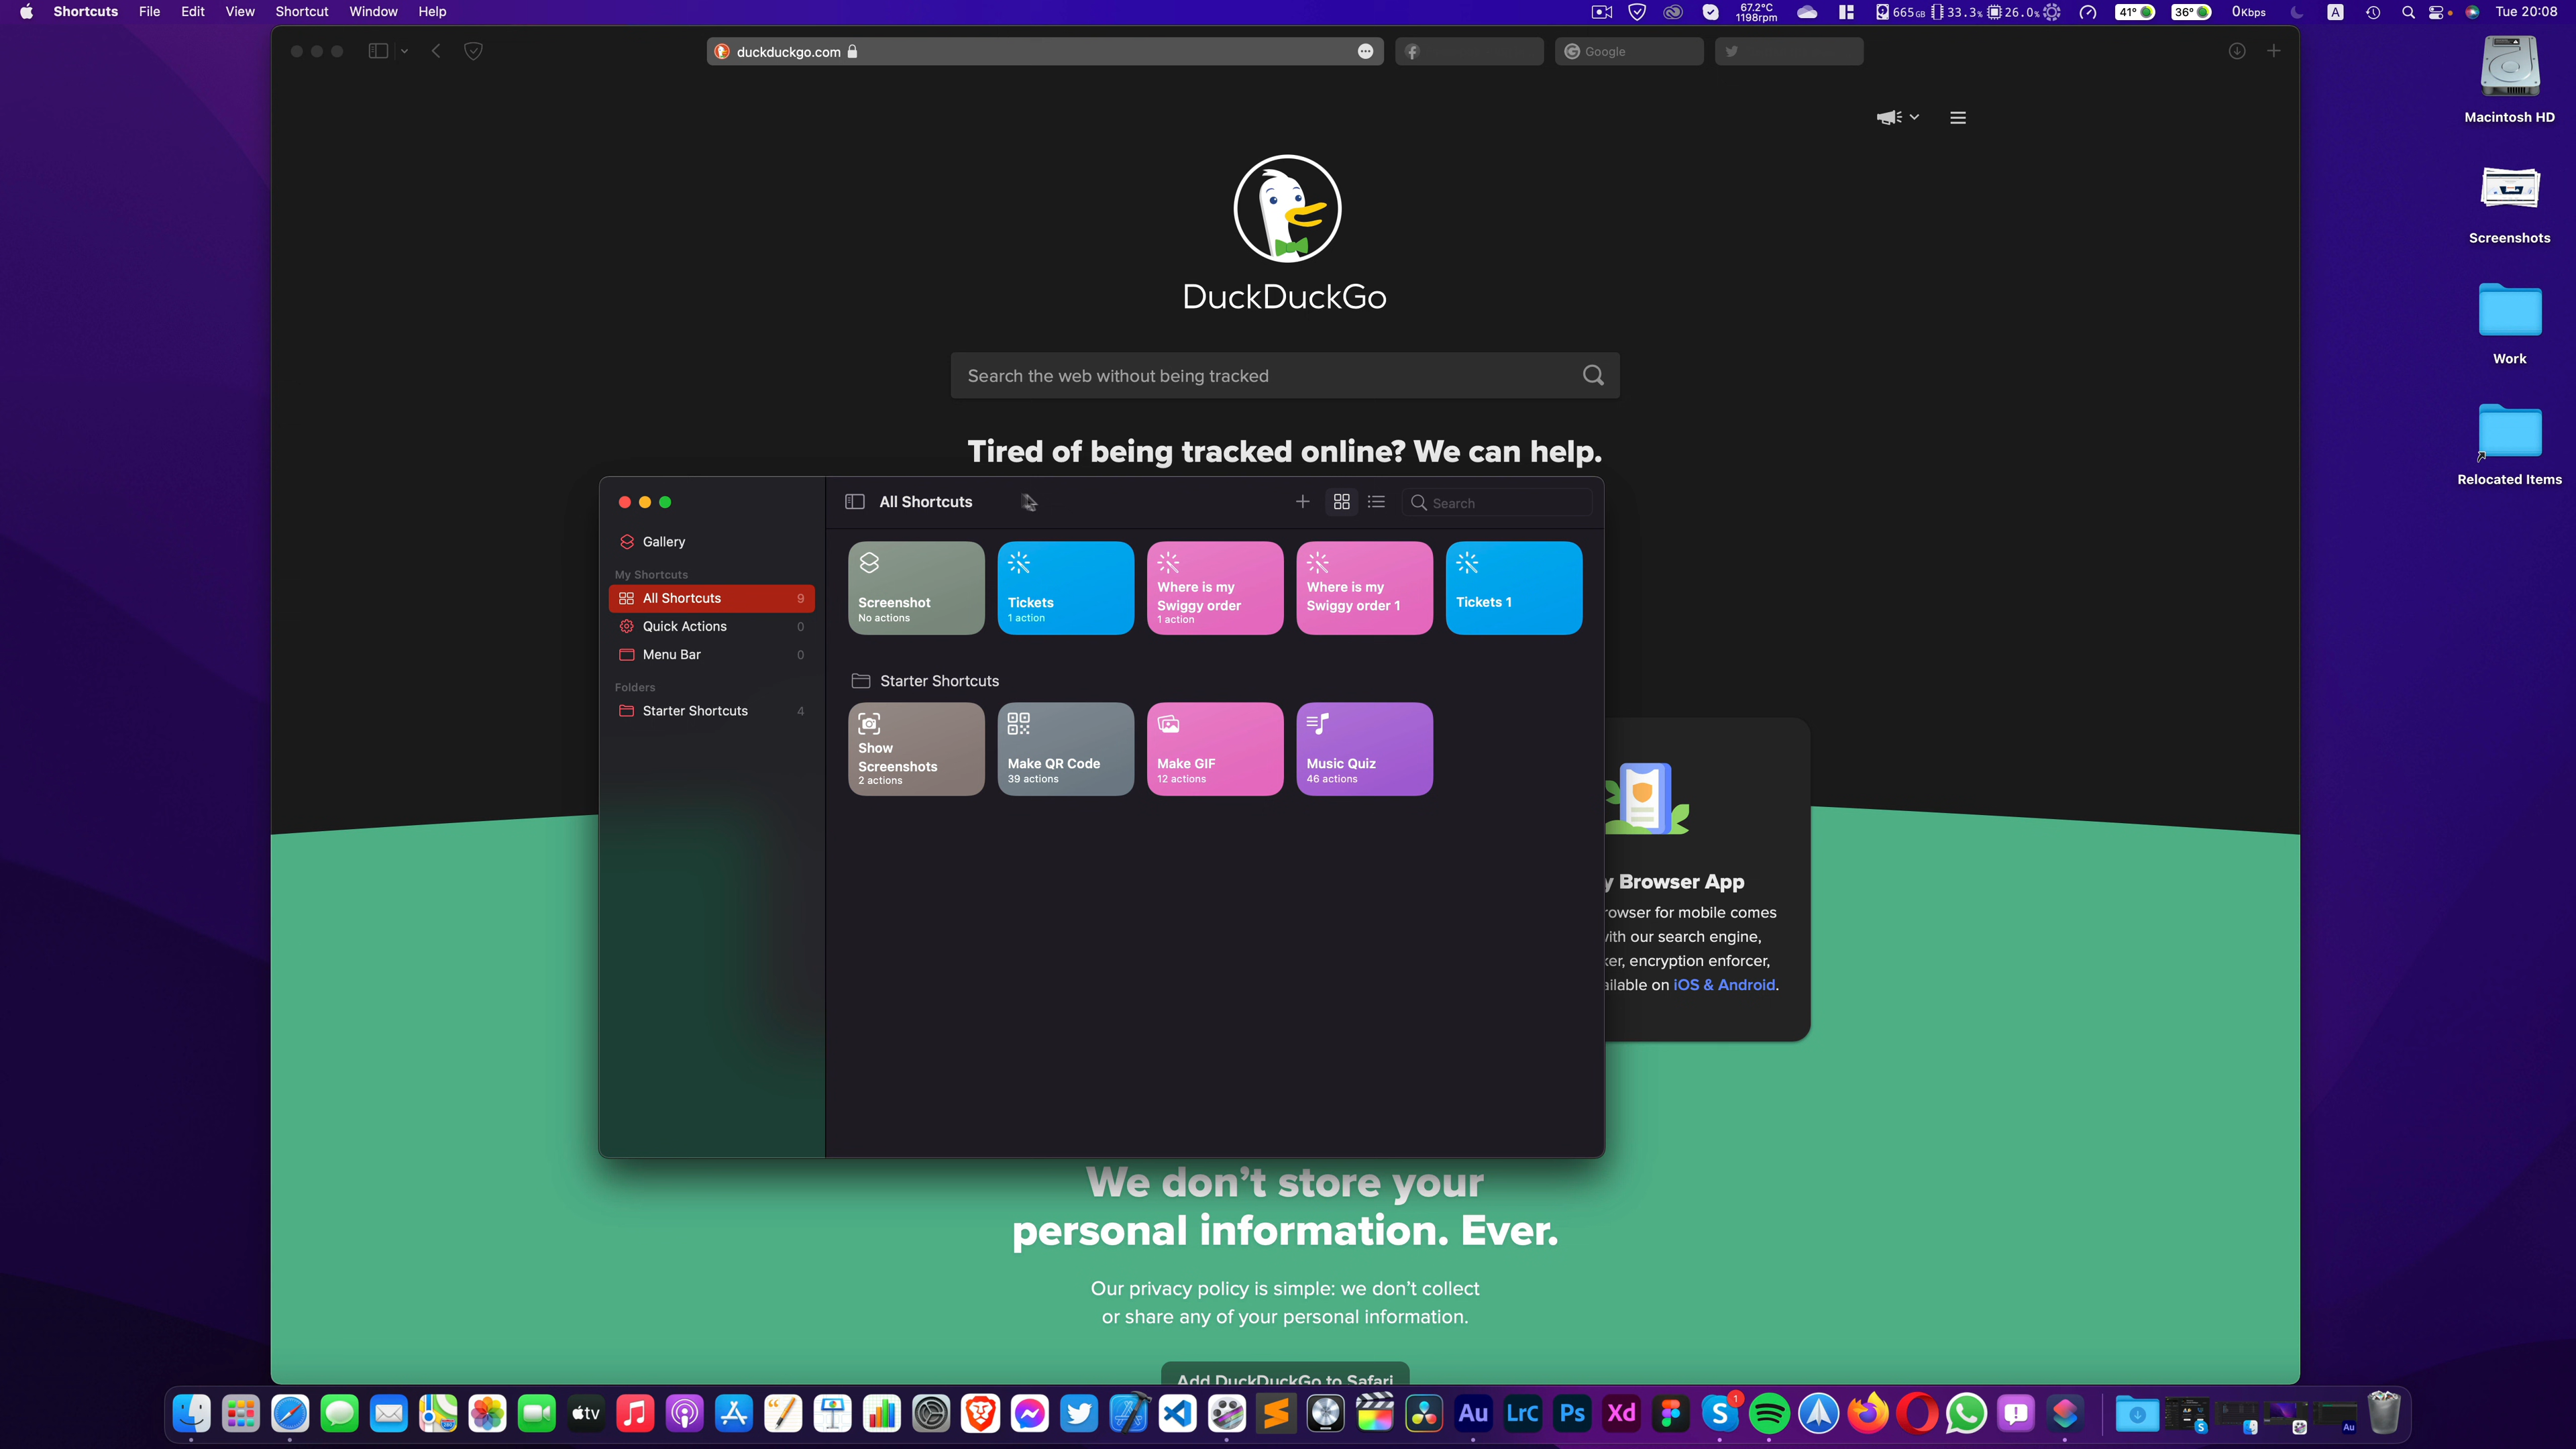 Shortcuts File Edit View Shortcut Window Help
67.2°C
1198rpm
665GB 33.3% 26.0% 41° 36° 0Kbps A Tue 20:08
duckduckgo.com
Google
Macintosh HD
Screenshots
Work
Relocated Items
DuckDuckGo
Search the web without being tracked
Tired of being tracked online? We can help.
All Shortcuts
Search
Gallery
My Shortcuts
All Shortcuts 9
Quick Actions 0
Menu Bar 0
Folders
Starter Shortcuts 4
Screenshot
No actions
Tickets
1 action
Where is my
Swiggy order
1 action
Where is my
Swiggy order 1
Tickets 1
Starter Shortcuts
Show
Screenshots
2 actions
Make QR Code
39 actions
Make GIF
12 actions
Music Quiz
46 actions
y Browser App
rowser for mobile comes
with our search engine,
ker, encryption enforcer,
ailable on iOS & Android.
We don't store your
personal information. Ever.
Our privacy policy is simple: we don't collect
or share any of your personal information.
Add DuckDuckGo to Safari
tv
Au
LrC
Ps
Xd
S
1
S
Au